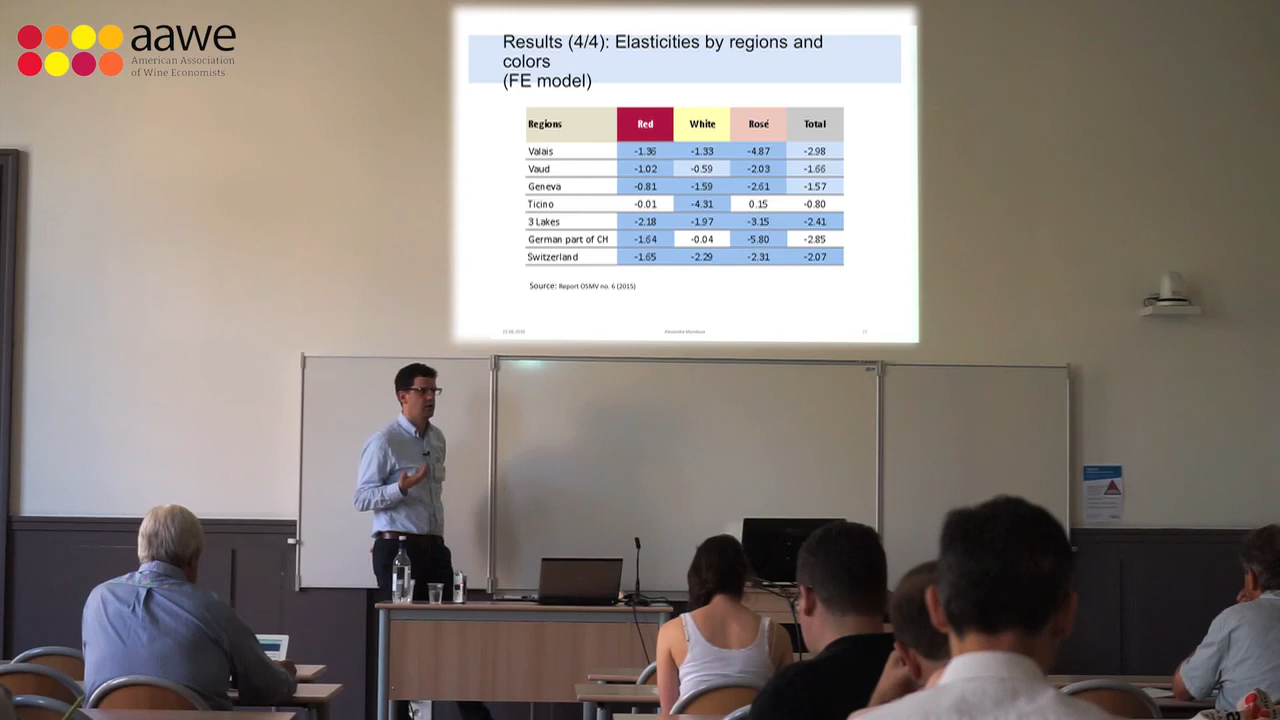 aawe
American Association
of Wine Economists
Results (4/4): Elasticities by regions and
colors
(FE model)
Regions Red White Rosé Total
Valais -1.36 -1.33 -4.87 -2.98
Vaud -1.02 -0.59 -2.03 -1.66
Geneva -0.81 -1.59 -2.61 -1.57
Ticino -0.01 -4.31 0.15 -0.80
3 Lakes -2.18 -1.97 -3.15 -2.41
German part of CH -1.64 -0.04 -5.80 -2.85
Switzerland -1.65 -2.29 -2.31 -2.07
Source: Report OSMV no. 6 (2015)